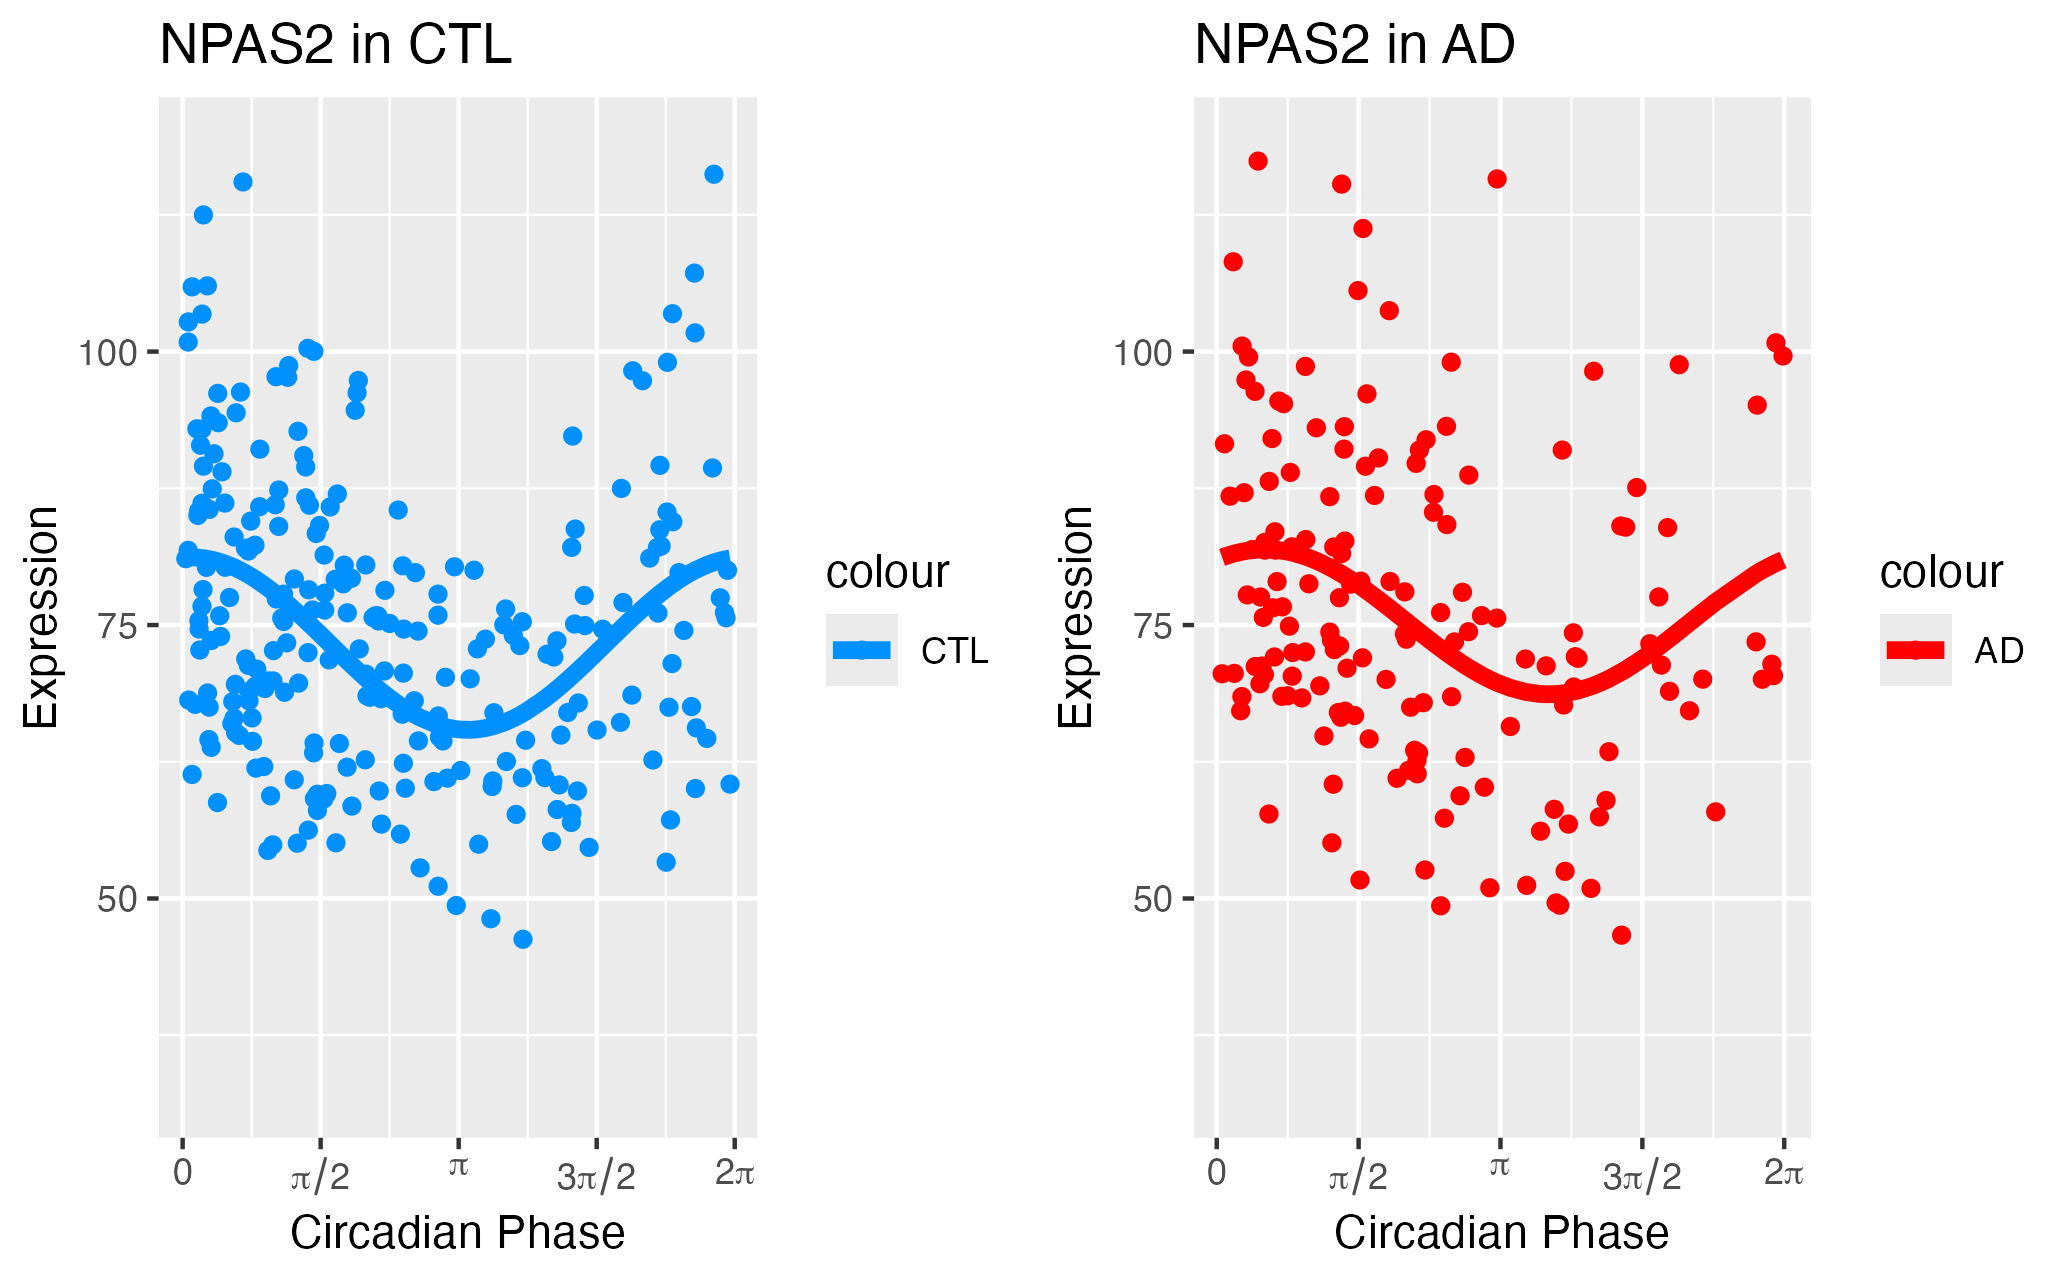 NPAS2 in CTL
Expression
100
75
50
0
π/2
π
3π/2
2π
Circadian Phase
colour
CTL
NPAS2 in AD
Expression
100
75
50
0
π/2
π
3π/2
2π
Circadian Phase
colour
AD